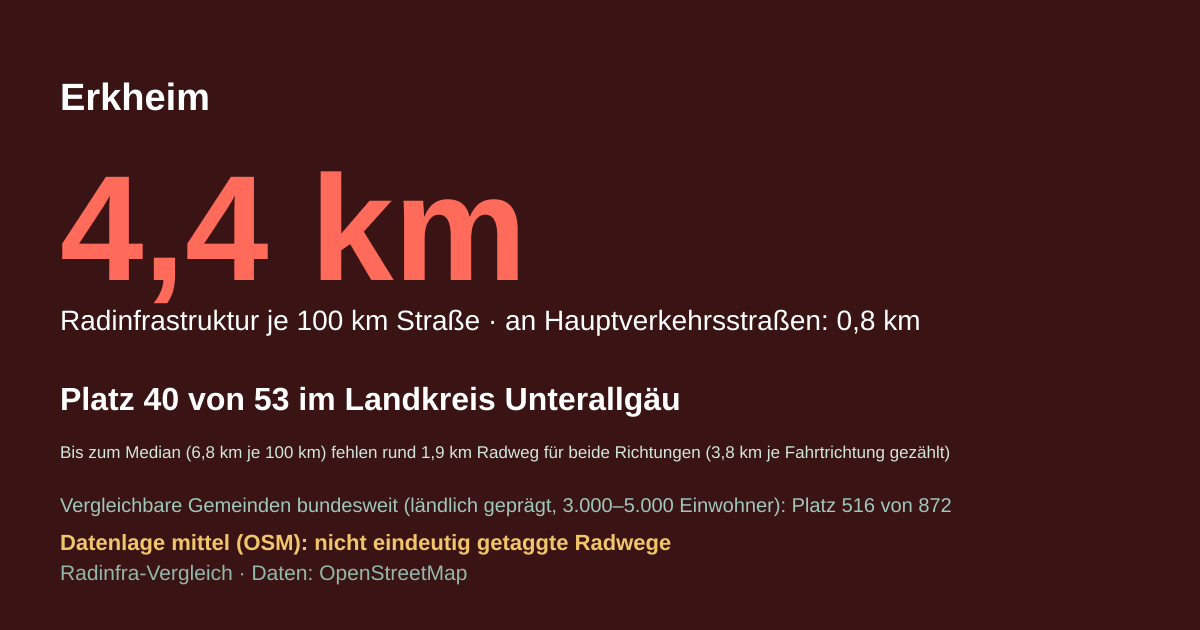 Erkheim
4,4 km
Radinfrastruktur je 100 km Straße · an Hauptverkehrsstraßen: 0,8 km
Platz 40 von 53 im Landkreis Unterallgäu
Bis zum Median (6,8 km je 100 km) fehlen rund 1,9 km Radweg für beide Richtungen (3,8 km je Fahrtrichtung gezählt)
Vergleichbare Gemeinden bundesweit (ländlich geprägt, 3.000–5.000 Einwohner): Platz 516 von 872
Datenlage mittel (OSM): nicht eindeutig getaggte Radwege
Radinfra-Vergleich · Daten: OpenStreetMap